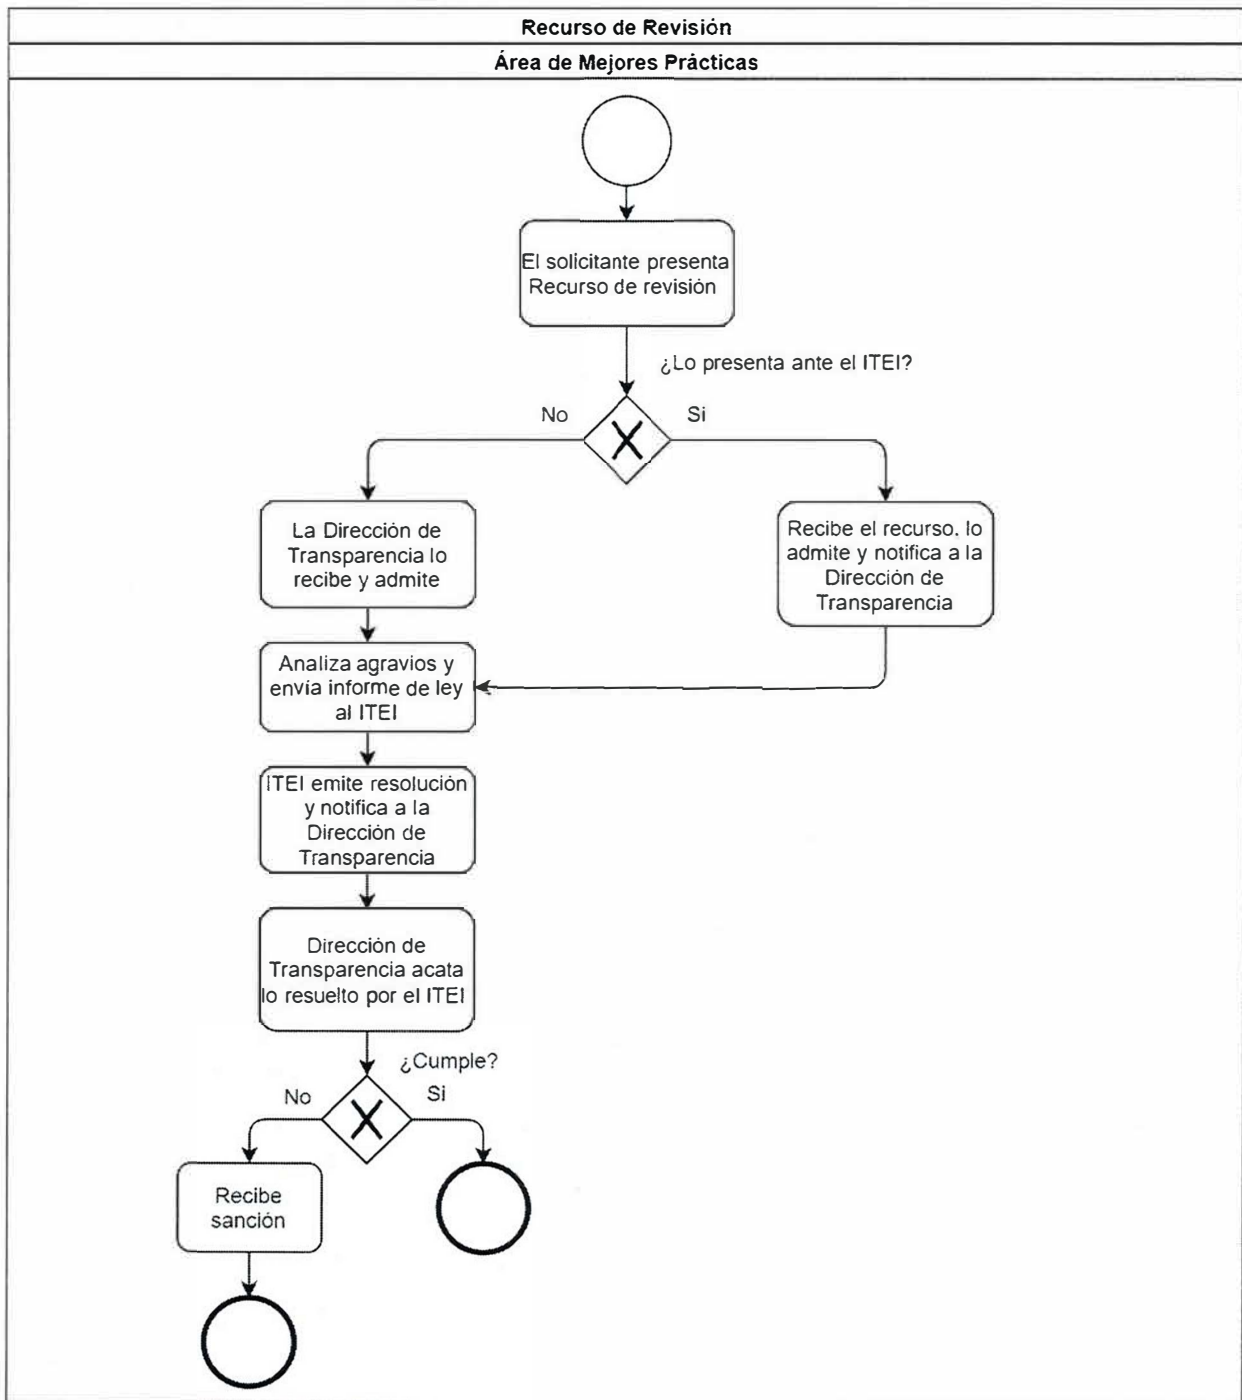 Recurso de Revisión
Área de Mejores Prácticas
El solicitante presenta
Recurso de revisión
¿Lo presenta ante el ITEI?
No
Si
La Dirección de
Transparencia lo
recibe y admite
Recibe el recurso, lo
admite y notifica a la
Dirección de
Transparencia
Analiza agravios y
envía informe de ley
al ITEI
ITEI emite resolución
y notifica a la
Dirección de
Transparencia
Dirección de
Transparencia acata
lo resuelto por el ITEI
¿Cumple?
No
Si
Recibe
sanción